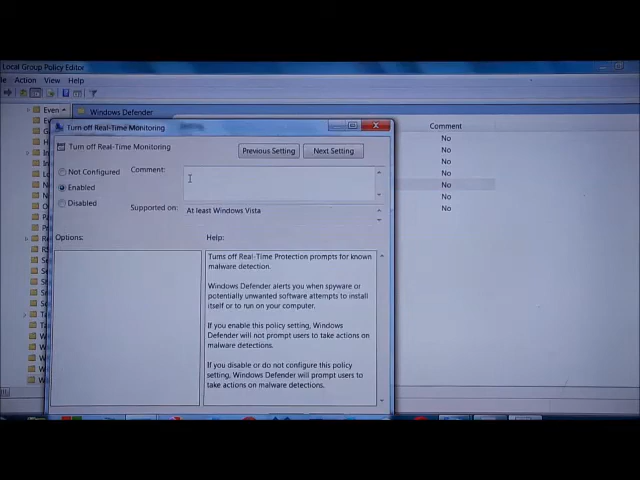 Local Group Policy Editor
Action View Help
Even
Windows Defender
Turn off Real-Time Monitoring
Comment
Turn off Real-Time Monitoring
Previous Setting
Next Setting
No
No
No
No
No
No
No
Not Configured
Enabled
Disabled
Comment:
Supported on:
At least Windows Vista
Options:
Help:
Turns off Real-Time Protection prompts for known
malware detection.
Windows Defender alerts you when spyware or
potentially unwanted software attempts to install
itself or to run on your computer.
If you enable this policy setting, Windows
Defender will not prompt users to take actions on
malware detections.
If you disable or do not configure this policy
setting, Windows Defender will prompt users to
take actions on malware detections.